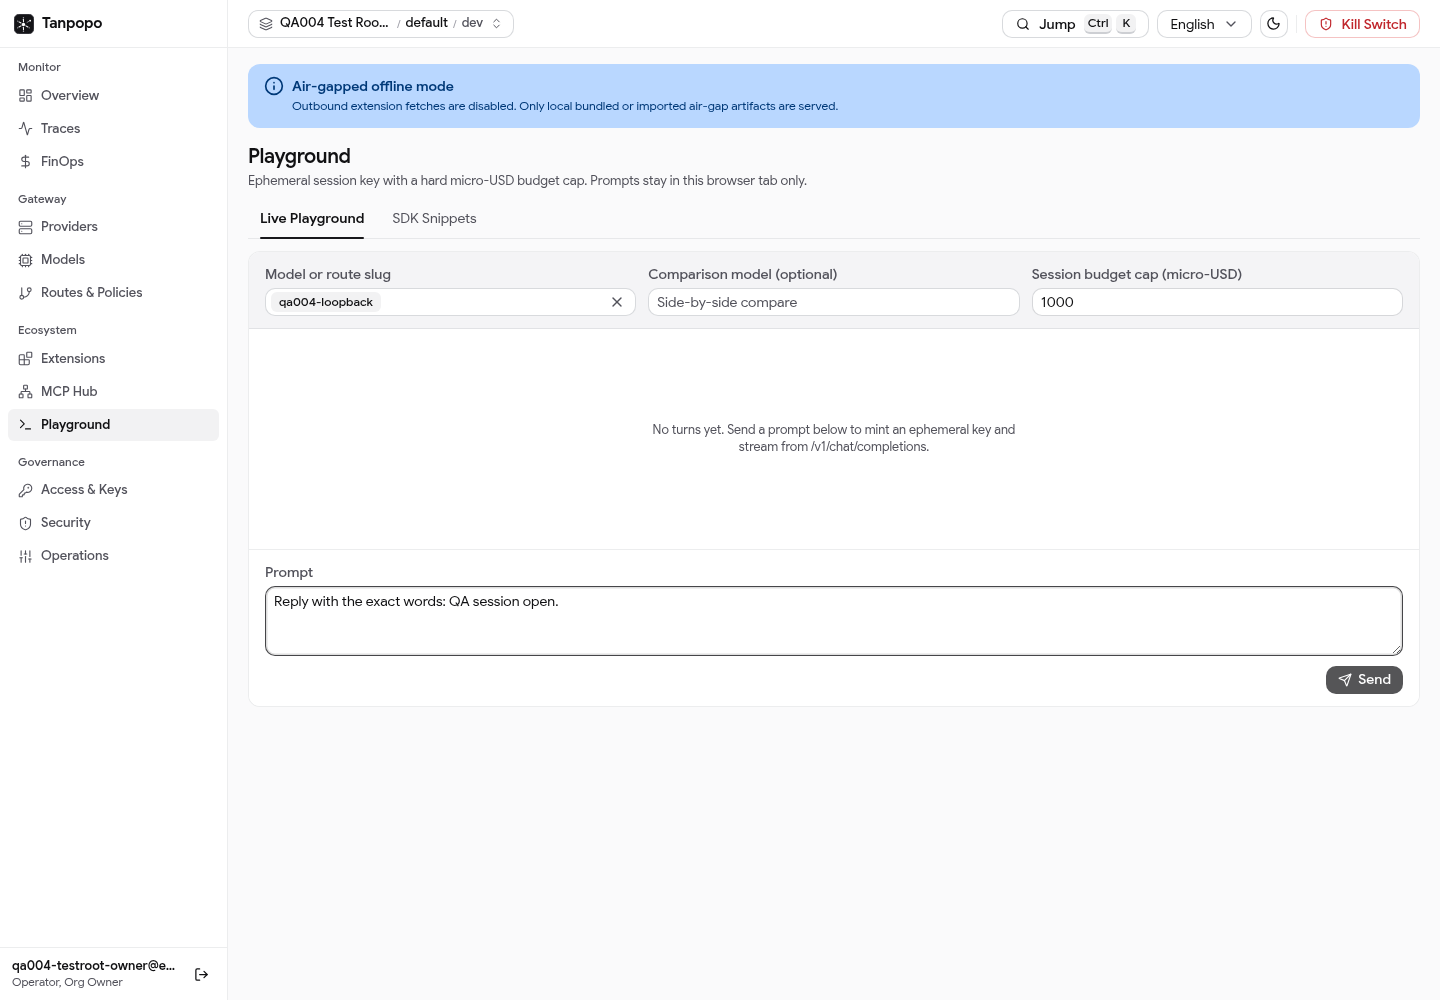 Tanpopo
QA004 Test Roo... / default / dev
Jump Ctrl K
English
Kill Switch
Monitor
Overview
Traces
FinOps
Gateway
Providers
Models
Routes & Policies
Ecosystem
Extensions
MCP Hub
Playground
Governance
Access & Keys
Security
Operations
qa004-testroot-owner@e...
Operator, Org Owner
Air-gapped offline mode
Outbound extension fetches are disabled. Only local bundled or imported air-gap artifacts are served.
Playground
Ephemeral session key with a hard micro-USD budget cap. Prompts stay in this browser tab only.
Live Playground
SDK Snippets
Model or route slug
qa004-loopback
Comparison model (optional)
Side-by-side compare
Session budget cap (micro-USD)
1000
No turns yet. Send a prompt below to mint an ephemeral key and
stream from /v1/chat/completions.
Prompt
Reply with the exact words: QA session open.
Send